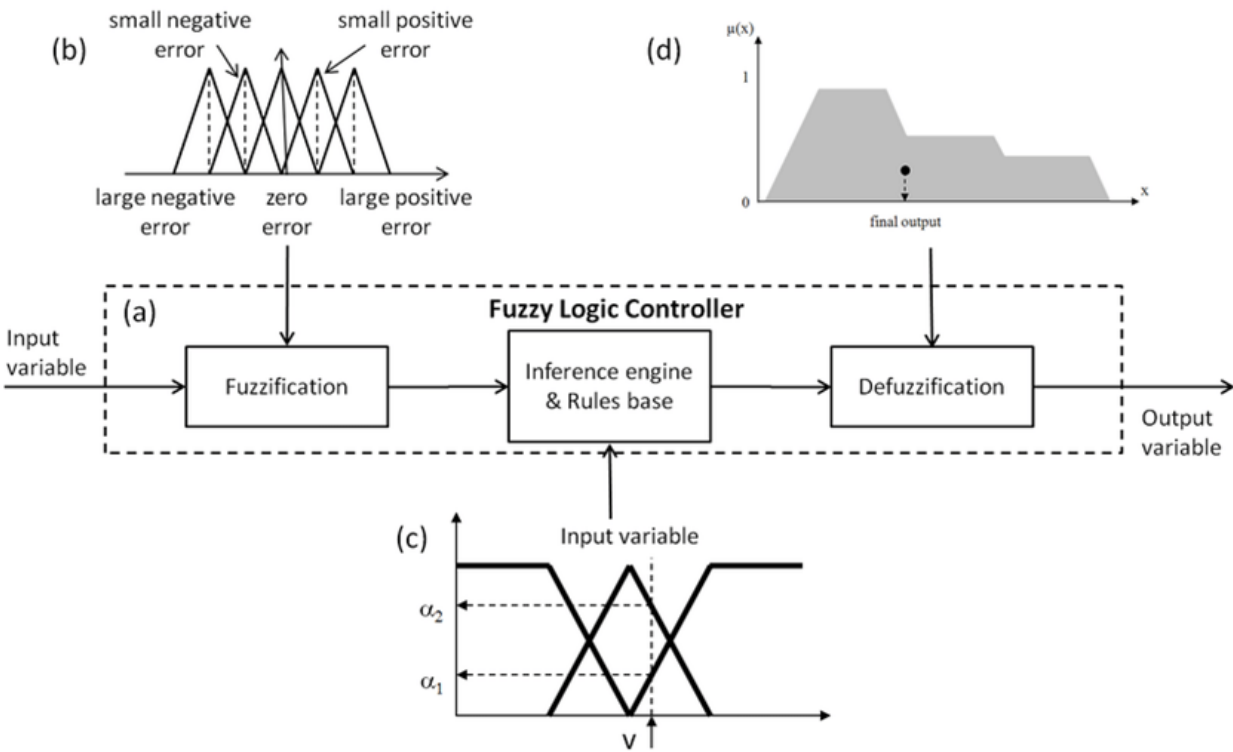 (b)
small negative
error
small positive
error
large negative
error
zero
error
large positive
error
(d)
μ(x)
1
0
x
final output
(a)
Fuzzy Logic Controller
Input
variable
Fuzzification
Inference engine
& Rules base
Defuzzification
Output
variable
(c)
Input variable
α2
α1
V